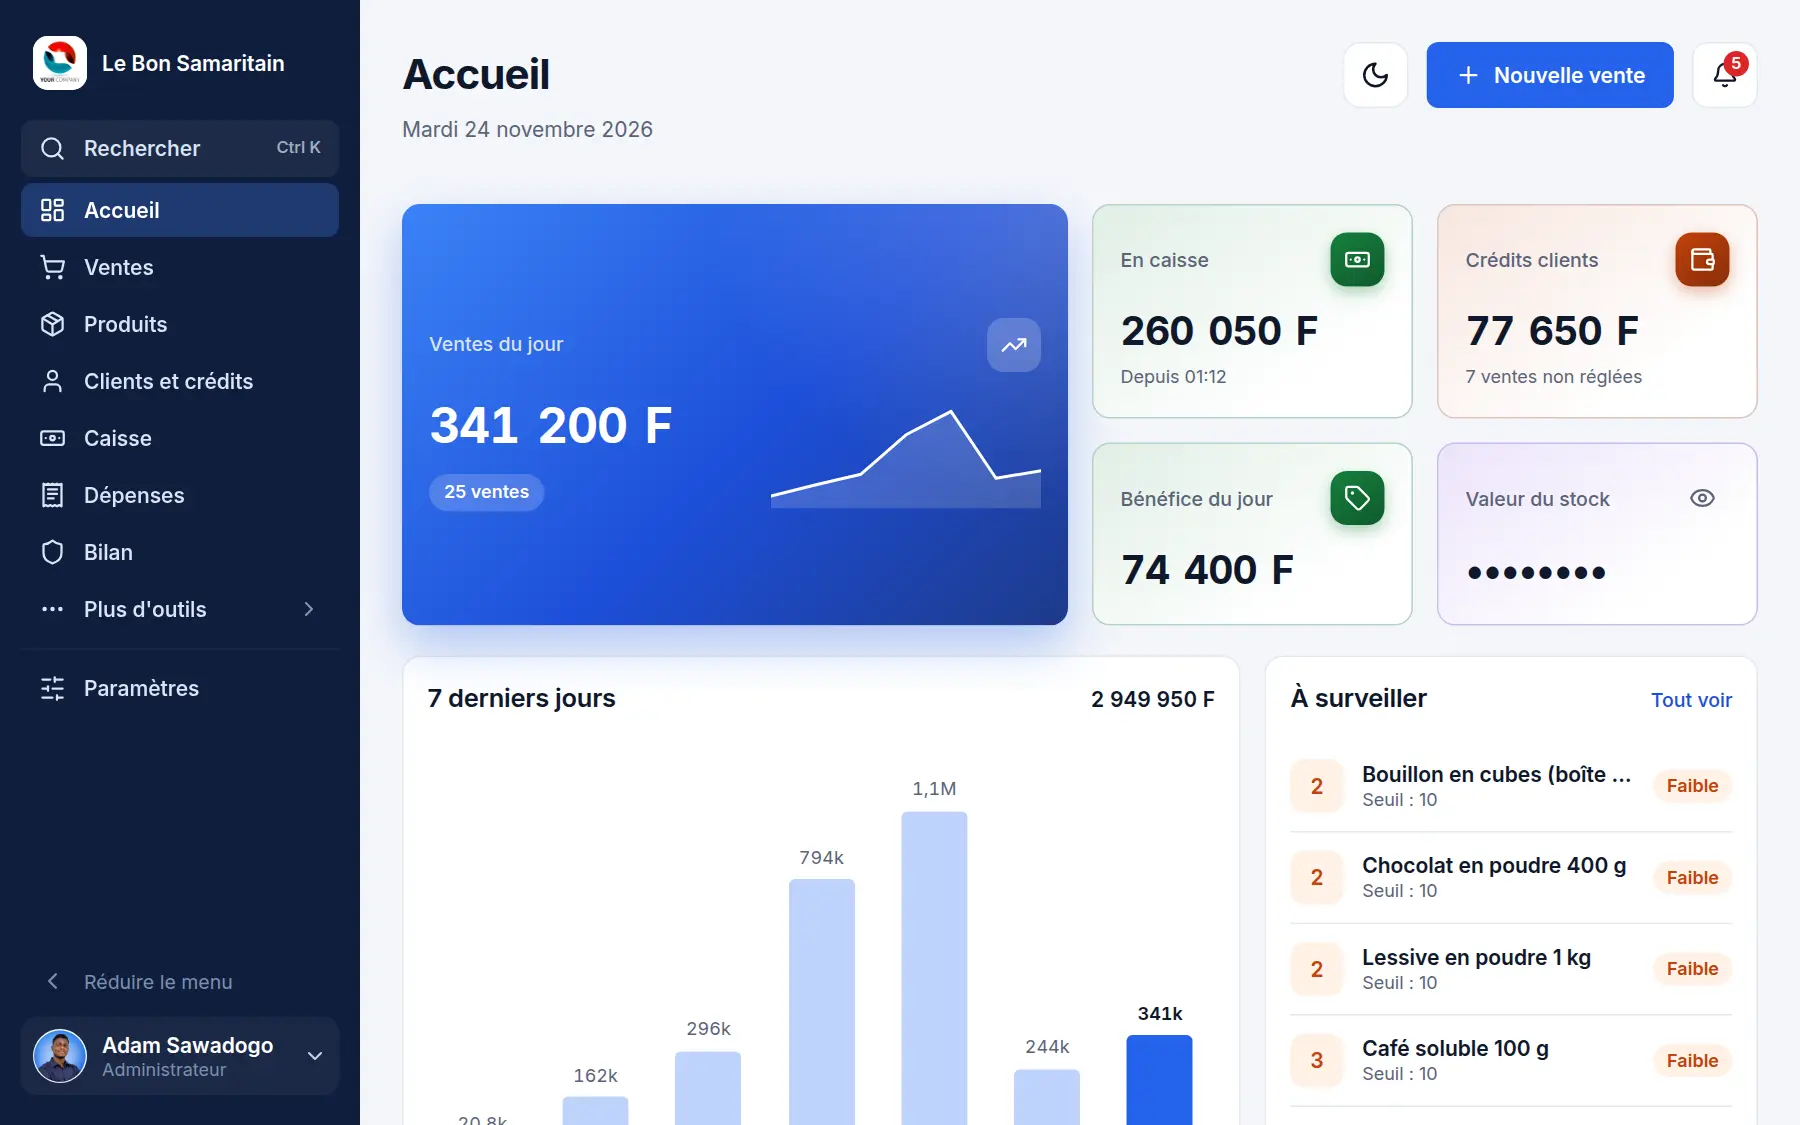 YOUR COMPANY
Le Bon Samaritain
Rechercher
Ctrl K
Accueil
Ventes
Produits
Clients et crédits
Caisse
Dépenses
Bilan
Plus d'outils
Paramètres
Réduire le menu
Adam Sawadogo
Administrateur
Accueil
Mardi 24 novembre 2026
Nouvelle vente
5
Ventes du jour
341 200 F
25 ventes
En caisse
260 050 F
Depuis 01:12
Crédits clients
77 650 F
7 ventes non réglées
Bénéfice du jour
74 400 F
Valeur du stock
••••••••
7 derniers jours
2 949 950 F
20,8k
162k
296k
794k
1,1M
244k
341k
À surveiller
Tout voir
2
Bouillon en cubes (boîte ...
Seuil : 10
Faible
2
Chocolat en poudre 400 g
Seuil : 10
Faible
2
Lessive en poudre 1 kg
Seuil : 10
Faible
3
Café soluble 100 g
Seuil : 10
Faible